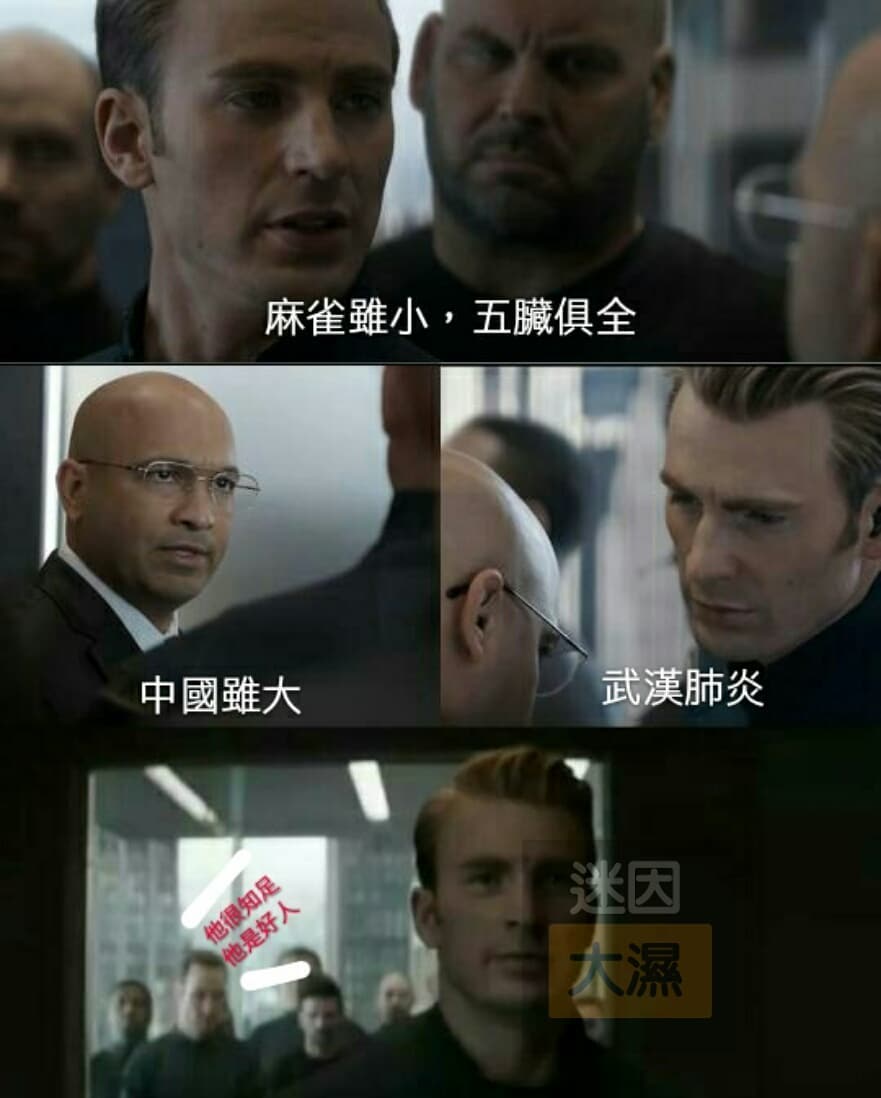 麻雀雖小，五臟俱全
中國雖大
武漢肺炎
他很知足
他是好人
迷因
大濕